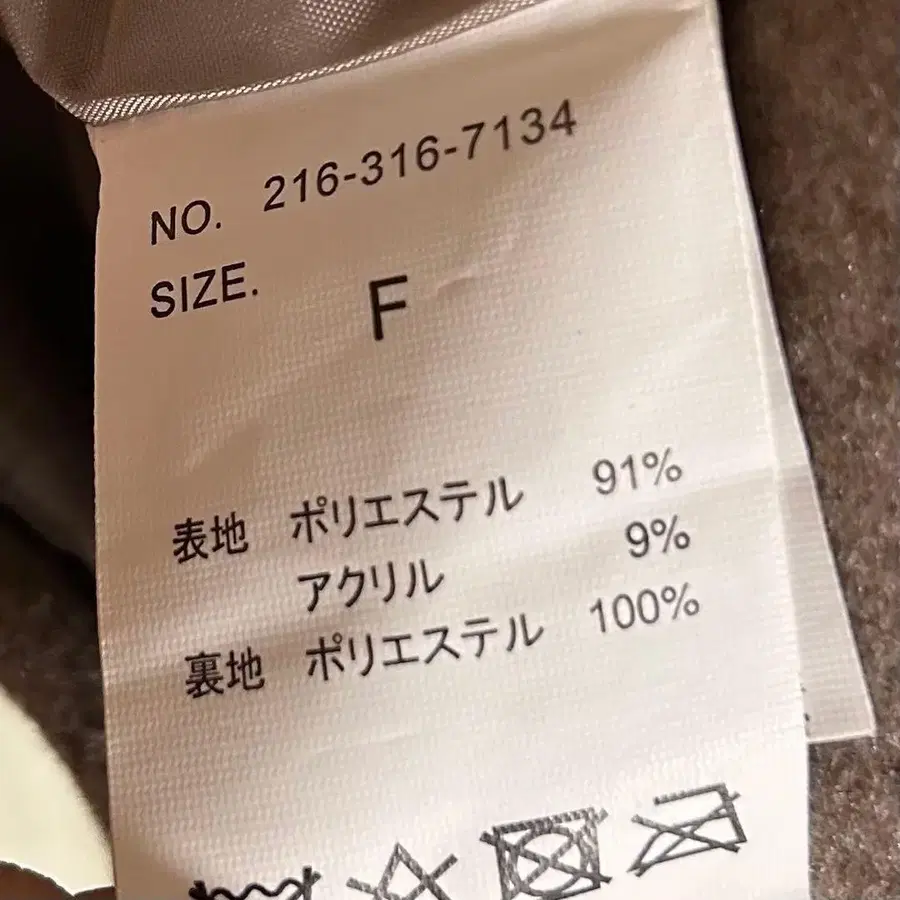 NO. 216-316-7134
SIZE. F
表地 ポリエステル 91%
アクリル 9%
裏地 ポリエステル 100%